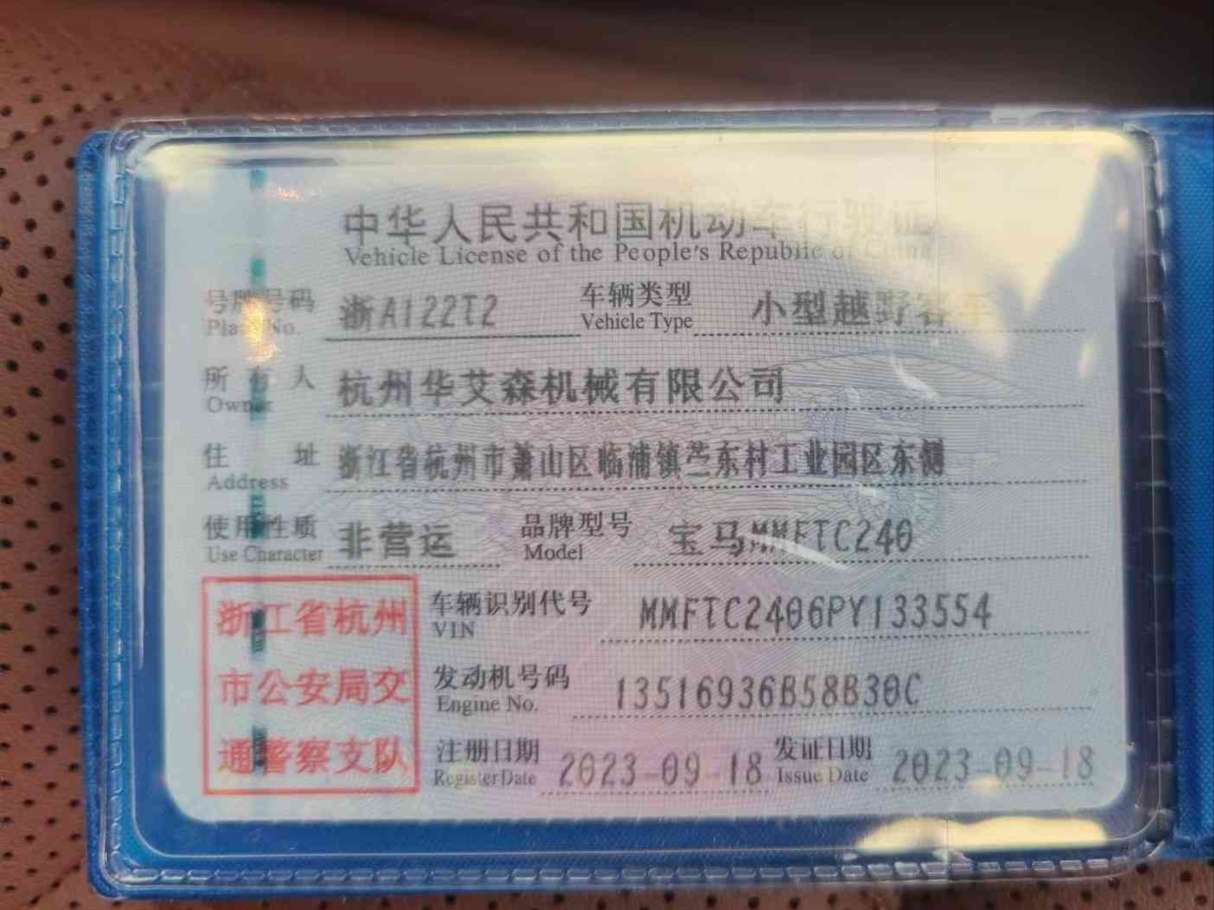 中华人民共和国机动车行驶证
Vehicle License of the People's Republic of China
号牌号码 浙A122T2 车辆类型 小型越野客车
Plate No. Vehicle Type
所有人 杭州华艾森机械有限公司
Owner
住址 浙江省杭州市萧山区临浦镇苎东村工业园区东侧
Address
使用性质 非营运 品牌型号 宝马MMFTC240
Use Character Model
浙江省杭州 车辆识别代号 MMFTC2406PY133554
VIN
市公安局交 发动机号码 13516936B58B30C
Engine No.
通警察支队 注册日期 2023-09-18 发证日期 2023-09-18
Register Date Issue Date